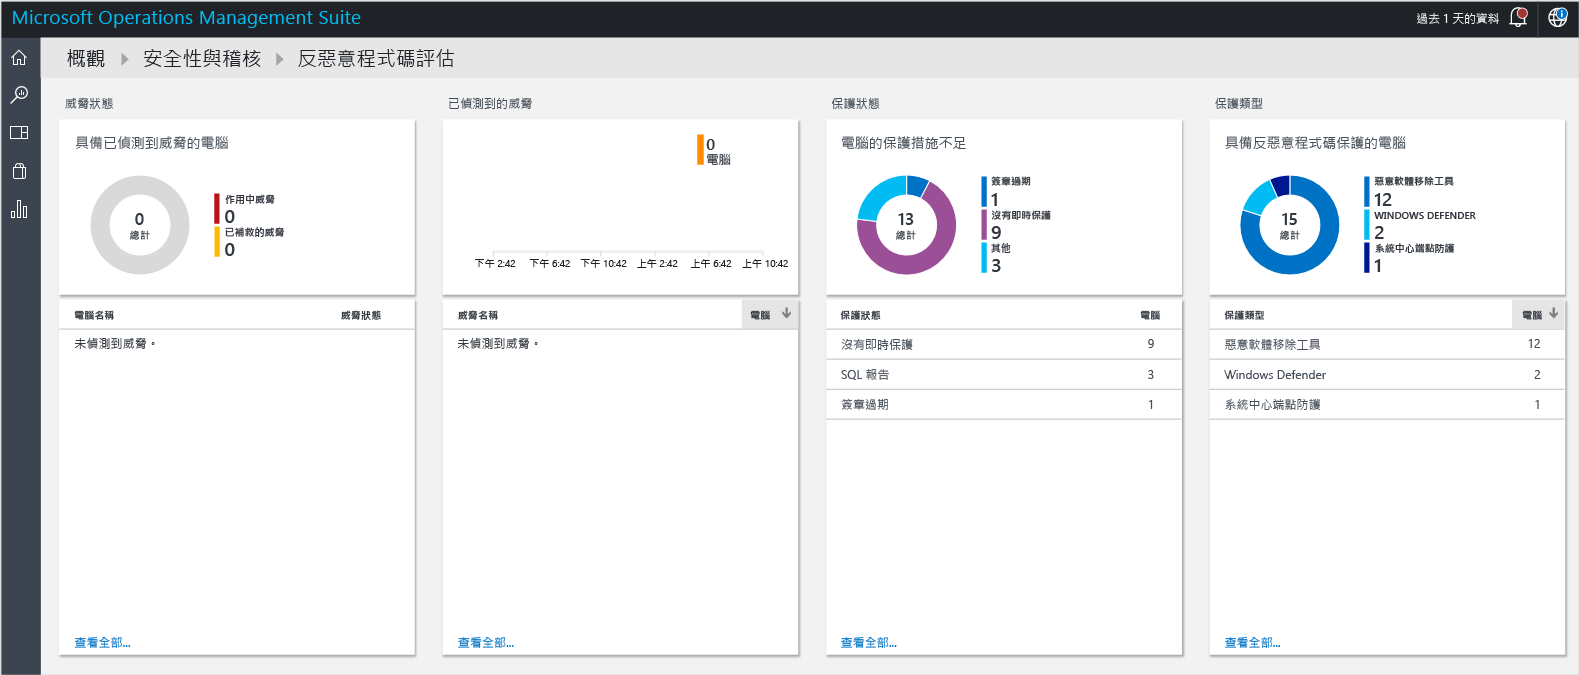 Microsoft Operations Management Suite
過去 1 天的資料
概觀 安全性與稽核 反惡意程式碼評估
威脅狀態
具備已偵測到威脅的電腦
0
總計
作用中威脅
0
已補救的威脅
0
電腦名稱 威脅狀態
未偵測到威脅。
查看全部...
已偵測到的威脅
0
電腦
下午 2:42 下午 6:42 下午 10:42 上午 2:42 上午 6:42 上午 10:42
威脅名稱 電腦
未偵測到威脅。
查看全部...
保護狀態
電腦的保護措施不足
13
總計
簽章過期
1
沒有即時保護
9
其他
3
保護狀態 電腦
沒有即時保護 9
SQL 報告 3
簽章過期 1
查看全部...
保護類型
具備反惡意程式碼保護的電腦
15
總計
惡意軟體移除工具
12
WINDOWS DEFENDER
2
系統中心端點防護
1
保護類型 電腦
惡意軟體移除工具 12
Windows Defender 2
系統中心端點防護 1
查看全部...